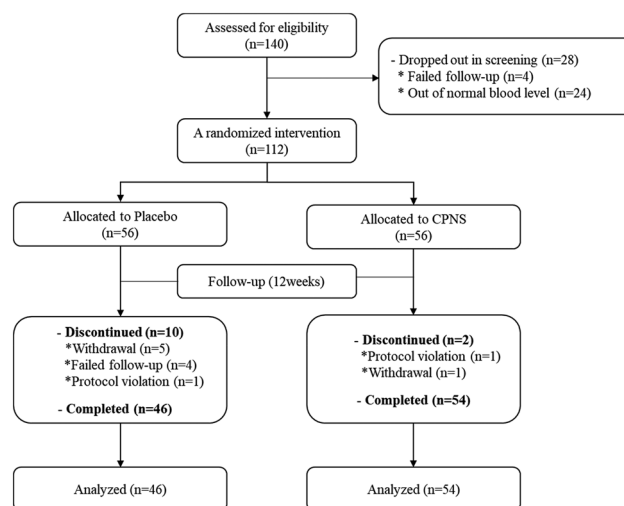 Assessed for eligibility
(n=140)
- Dropped out in screening (n=28)
* Failed follow-up (n=4)
* Out of normal blood level (n=24)
A randomized intervention
(n=112)
Allocated to Placebo
(n=56)
Allocated to CPNS
(n=56)
Follow-up (12weeks)
- Discontinued (n=10)
*Withdrawal (n=5)
*Failed follow-up (n=4)
*Protocol violation (n=1)
- Completed (n=46)
- Discontinued (n=2)
*Protocol violation (n=1)
*Withdrawal (n=1)
- Completed (n=54)
Analyzed (n=46)
Analyzed (n=54)